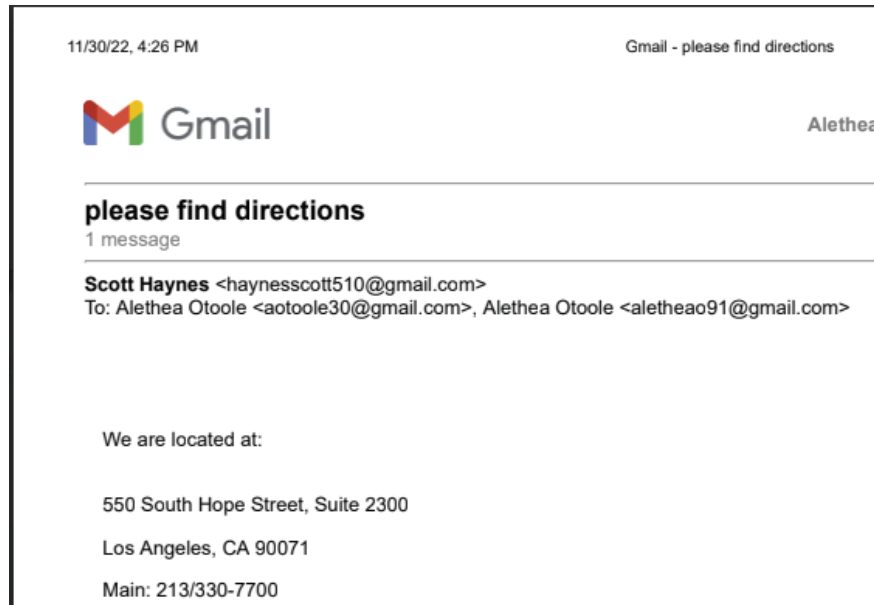 11/30/22, 4:26 PM Gmail - please find directions
Gmail Alethea
please find directions
1 message
Scott Haynes <haynesscott510@gmail.com>
To: Alethea Otoole <aotoole30@gmail.com>, Alethea Otoole <aletheao91@gmail.com>
We are located at:
550 South Hope Street, Suite 2300
Los Angeles, CA 90071
Main: 213/330-7700